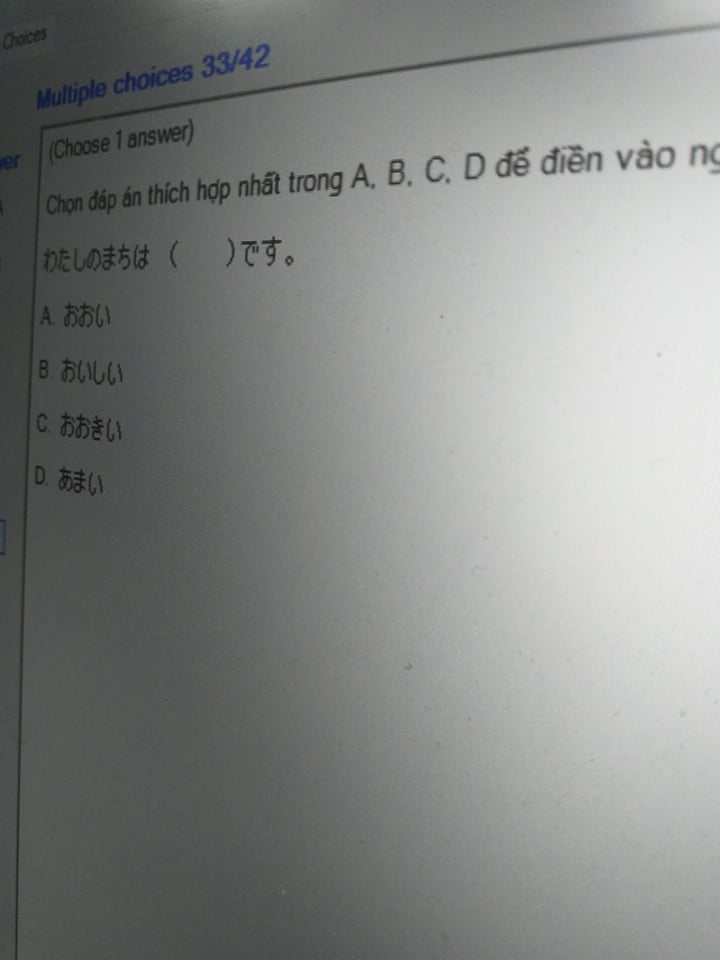 Choices
Multiple choices 33/42
(Choose 1 answer)
Chọn đáp án thích hợp nhất trong A, B, C, D để điền vào
わたしのまちは ( )です。
A. おおい
B. おいしい
C. おおきい
D. あまい